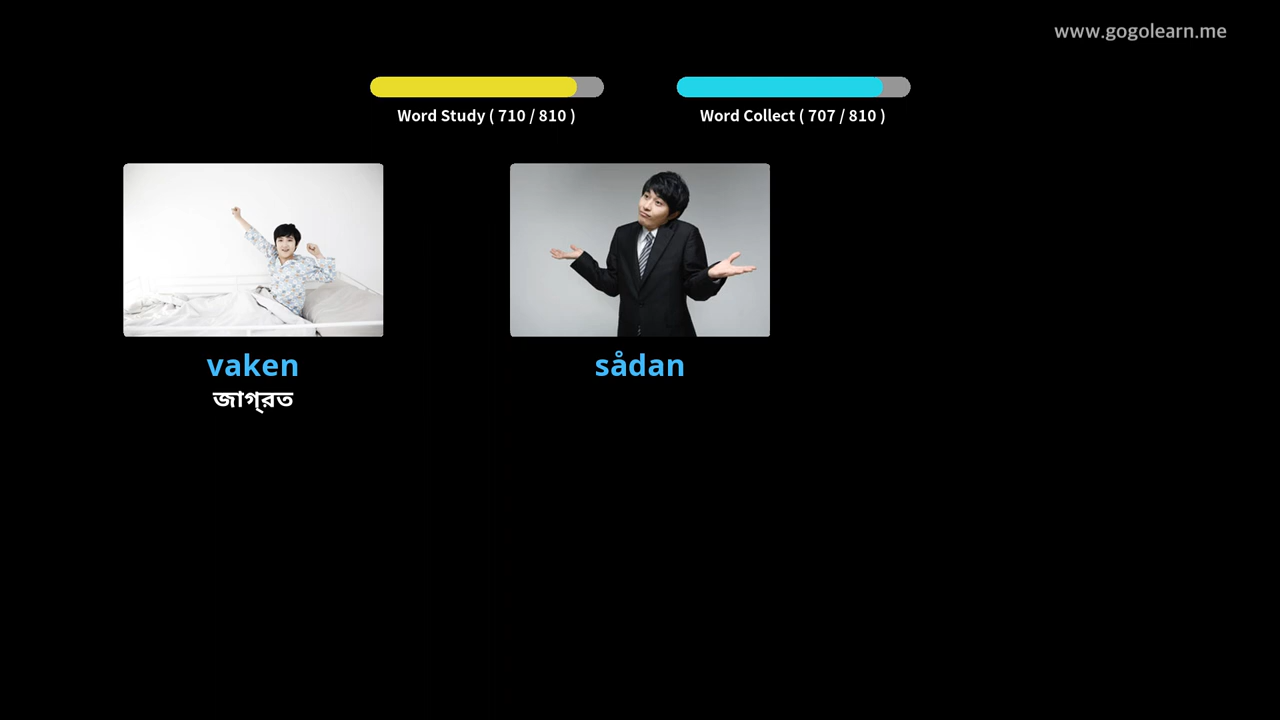 www.gogolearn.me
Word Study ( 710 / 810 )
Word Collect ( 707 / 810 )
vaken
জাগ্রত
sådan